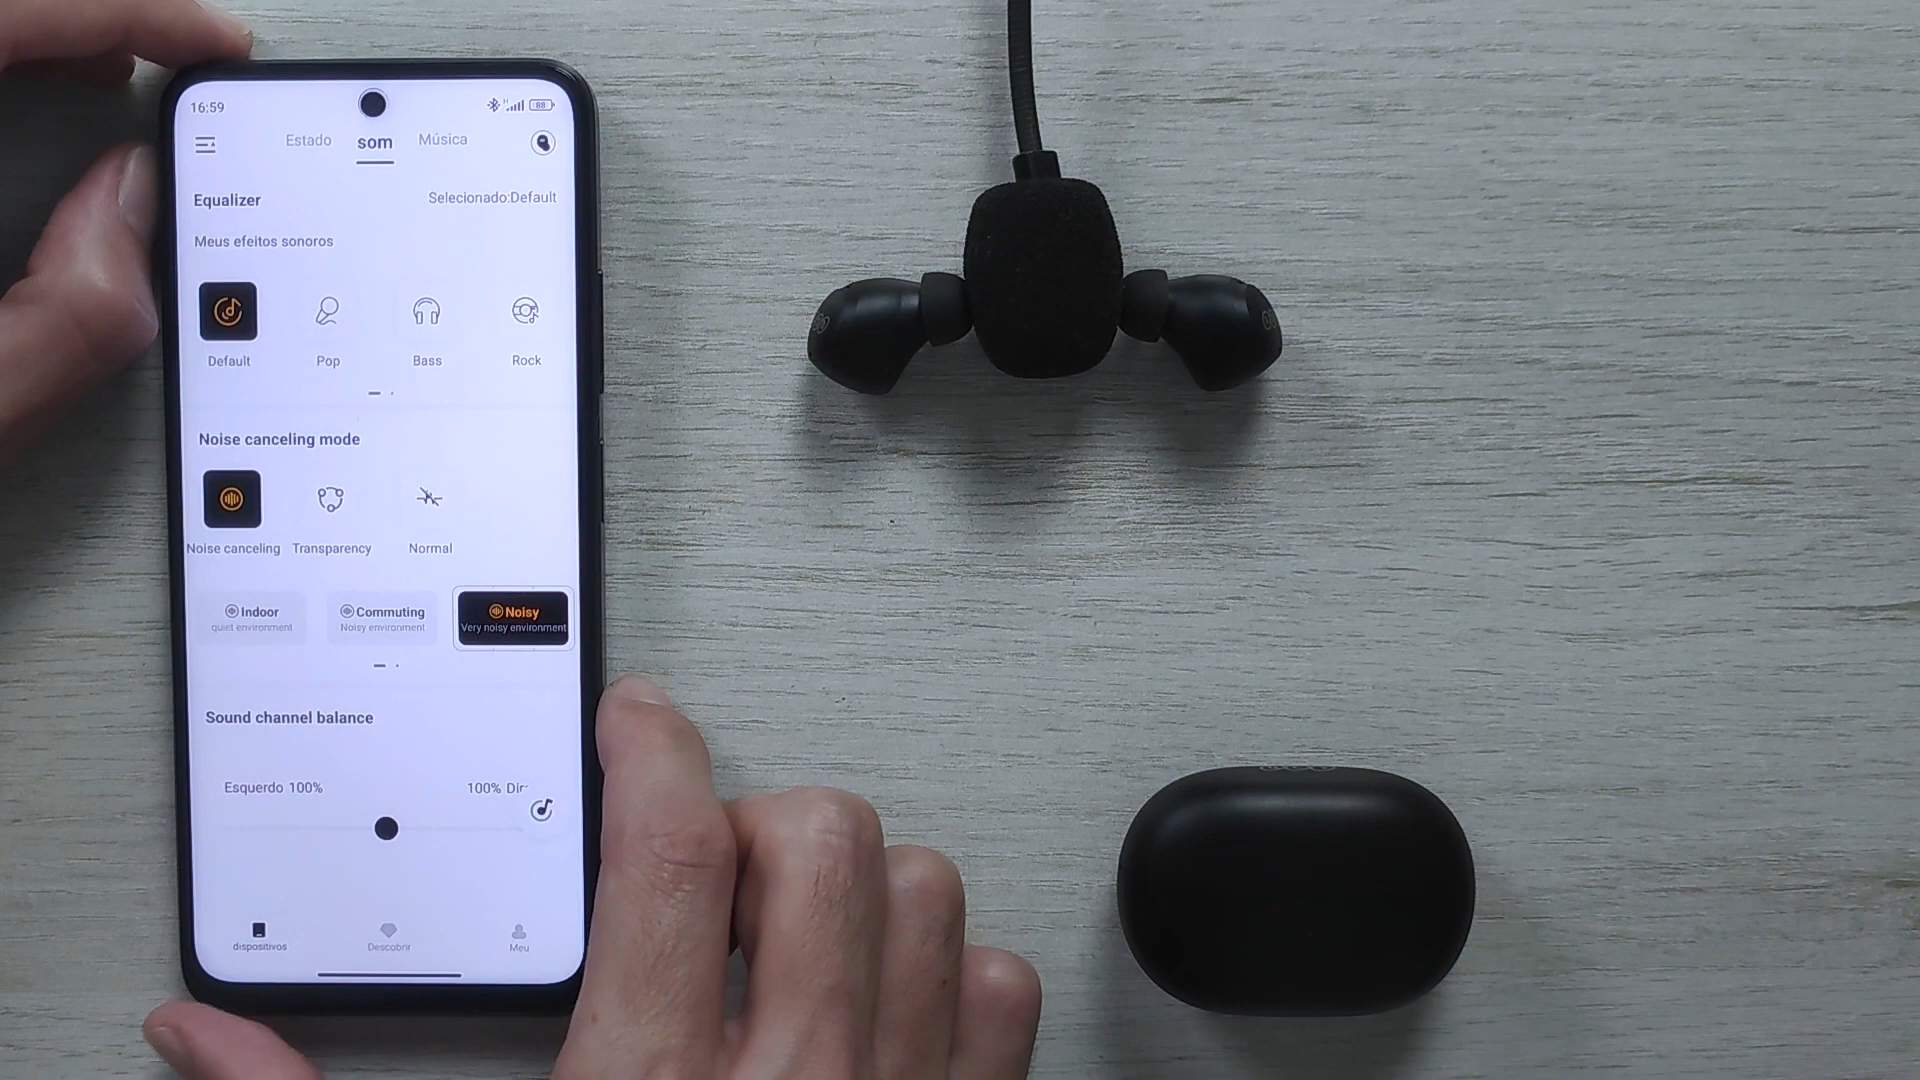 16:59
88
Estado som Música
Equalizer Selecionado:Default
Meus efeitos sonoros
Default Pop Bass Rock
Noise canceling mode
Noise canceling Transparency Normal
Indoor Commuting Noisy
quiet environment Noisy environment Very noisy environment
Sound channel balance
Esquerdo 100% 100% Dir
dispositivos Descobrir Meu